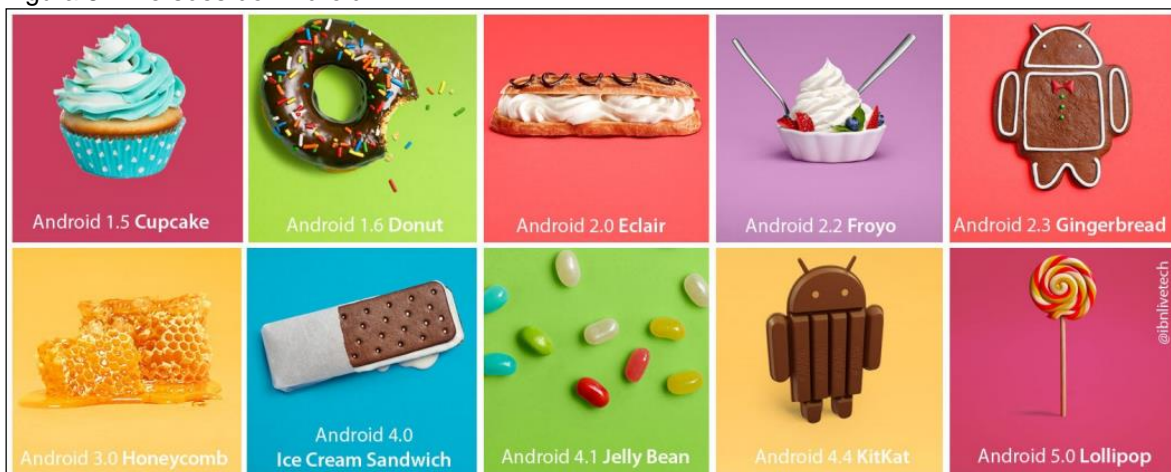 Android 1.5 Cupcake
Android 1.6 Donut
Android 2.0 Eclair
Android 2.2 Froyo
Android 2.3 Gingerbread
Android 3.0 Honeycomb
Android 4.0
Ice Cream Sandwich
Android 4.1 Jelly Bean
Android 4.4 KitKat
Android 5.0 Lollipop
@ibnlivetech